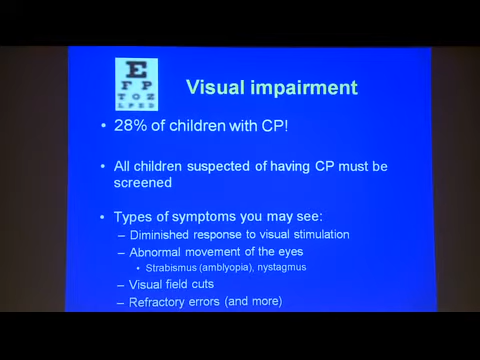 E
F P
T O Z
L P E D
Visual impairment
• 28% of children with CP!
• All children suspected of having CP must be
screened
• Types of symptoms you may see:
– Diminished response to visual stimulation
– Abnormal movement of the eyes
• Strabismus (amblyopia), nystagmus
– Visual field cuts
– Refractory errors (and more)